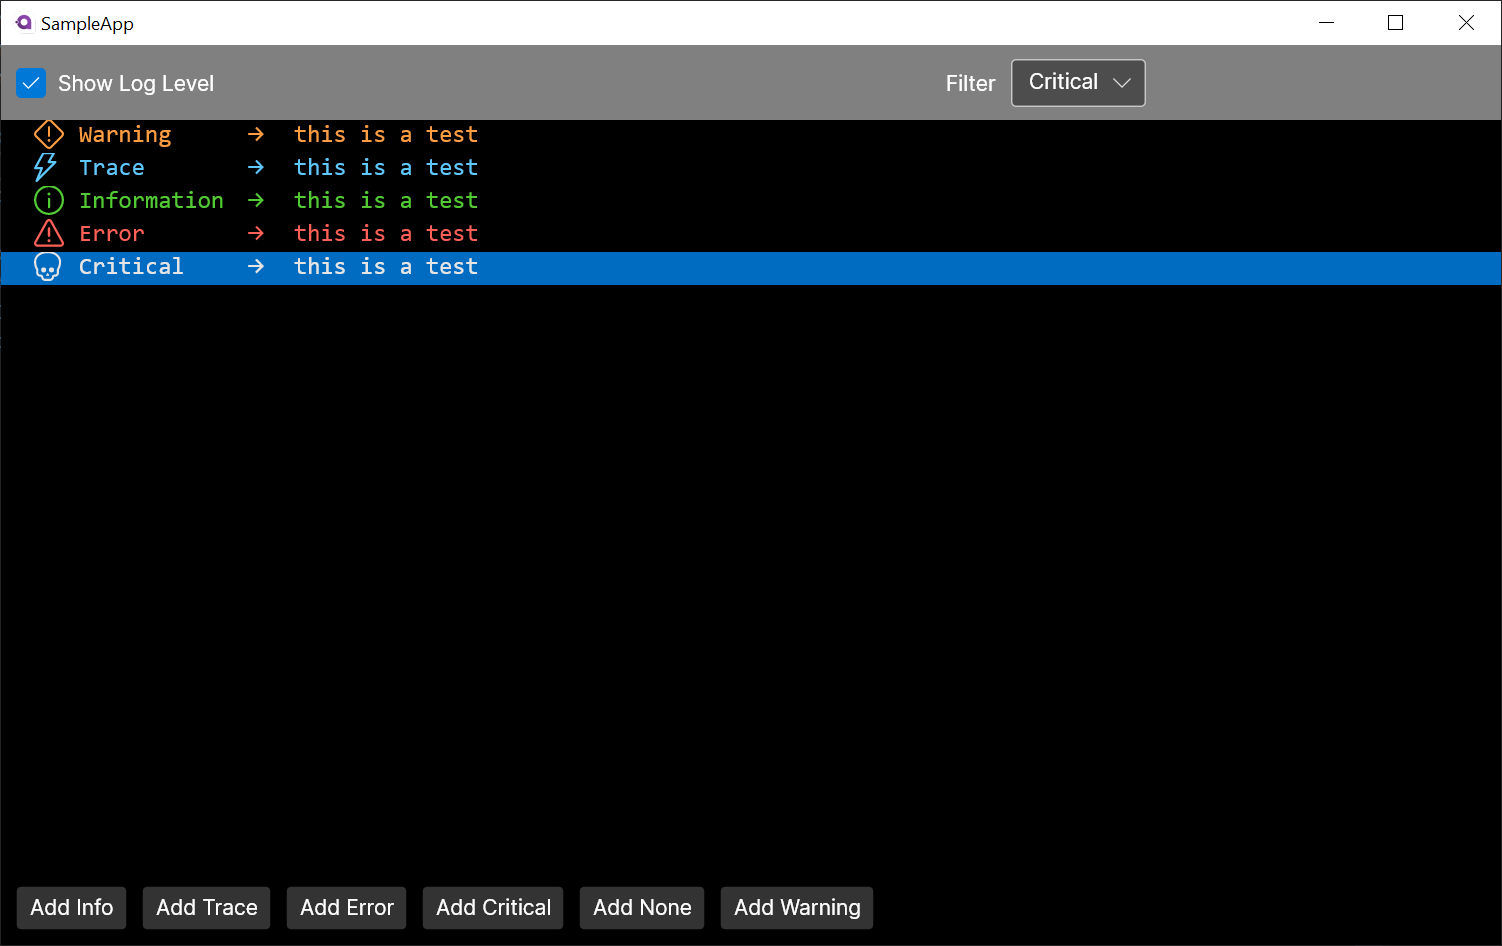 SampleApp
Show Log Level Filter Critical
Warning → this is a test
Trace → this is a test
Information → this is a test
Error → this is a test
Critical → this is a test
Add Info Add Trace Add Error Add Critical Add None Add Warning